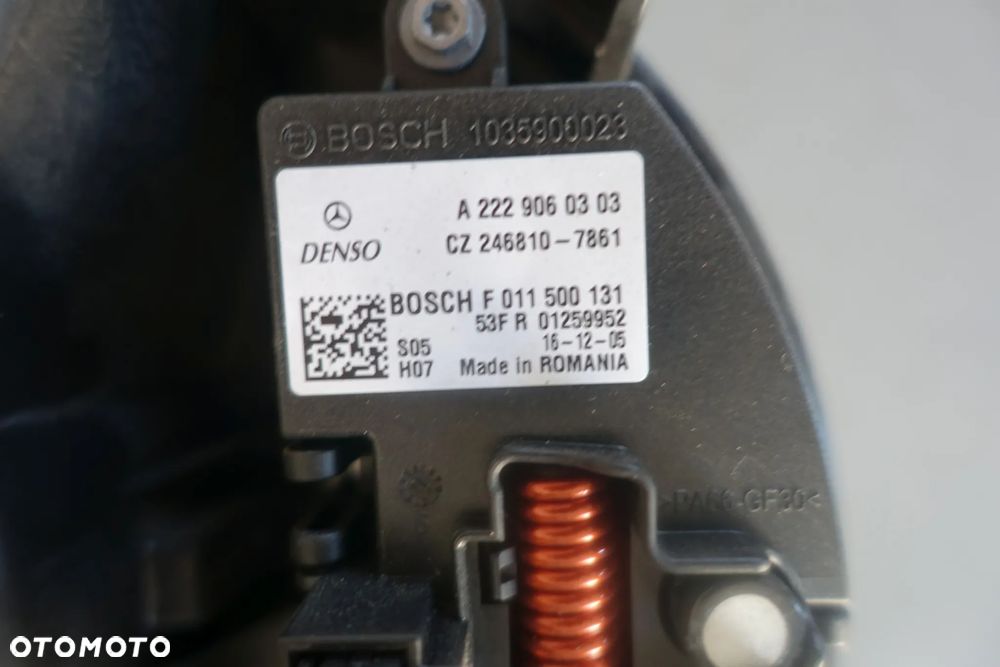 BOSCH 1035900023
A 222 906 03 03
DENSO CZ 246810-7861
BOSCH F 011 500 131
53F R 01259952
S05 16-12-05
H07 Made in ROMANIA
>PA66-GF30<
OTOMOTO